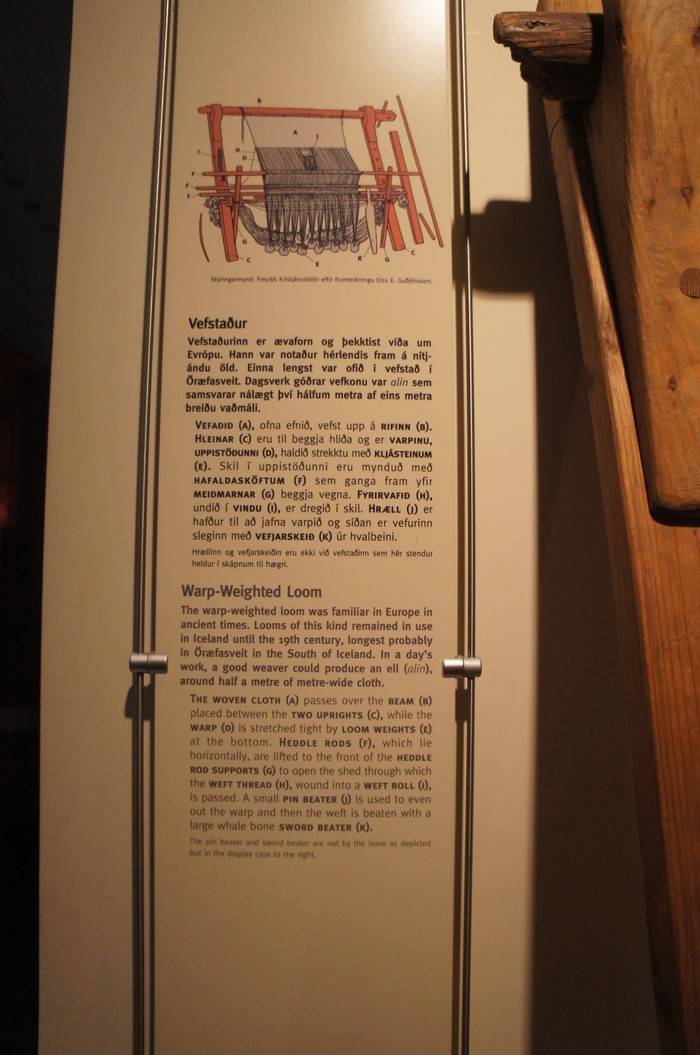 B
A
J
H
D
I
F
F
F
G
C
E
K
G
C
Skýringarmynd: Freydís Kristjánsdóttir eftir frumteikningu Elsu E. Guðjónsson.
Vefstaður
Vefstaðurinn er ævaforn og þekktist víða um
Evrópu. Hann var notaður hérlendis fram á nítj-
ándu öld. Einna lengst var ofið í vefstað í
Öræfasveit. Dagsverk góðrar vefkonu var alin sem
samsvarar nálægt því hálfum metra af eins metra
breiðu vaðmáli.
VEFAÐIÐ (A), ofna efnið, vefst upp á RIFINN (B).
HLEINAR (C) eru til beggja hliða og er VARPINU,
UPPISTÖÐUNNI (D), haldið strekktu með KLJÁSTEINUM
(E). Skil í uppistöðunni eru mynduð með
HAFALDASKÖFTUM (F) sem ganga fram yfir
MEIÐMARNAR (G) beggja vegna. FYRIRVAFIÐ (H),
undið í VINDU (I), er dregið í skil. HRÆLL (J) er
hafður til að jafna varpið og síðan er vefurinn
sleginn með VEFJARSKEIÐ (K) úr hvalbeini.
Hrællinn og vefjarskeiðin eru ekki við vefstaðinn sem hér stendur
heldur í skápnum til hægri.
Warp-Weighted Loom
The warp-weighted loom was familiar in Europe in
ancient times. Looms of this kind remained in use
in Iceland until the 19th century, longest probably
in Öræfasveit in the South of Iceland. In a day's
work, a good weaver could produce an ell (alin),
around half a metre of metre-wide cloth.
THE WOVEN CLOTH (A) passes over the BEAM (B)
placed between the TWO UPRIGHTS (C), while the
WARP (D) is stretched tight by LOOM WEIGHTS (E)
at the bottom. HEDDLE RODS (F), which lie
horizontally, are lifted to the front of the HEDDLE
ROD SUPPORTS (G) to open the shed through which
the WEFT THREAD (H), wound into a WEFT ROLL (I),
is passed. A small PIN BEATER (J) is used to even
out the warp and then the weft is beaten with a
large whale bone SWORD BEATER (K).
The pin beater and sword beater are not by the loom as depicted
but in the display case to the right.